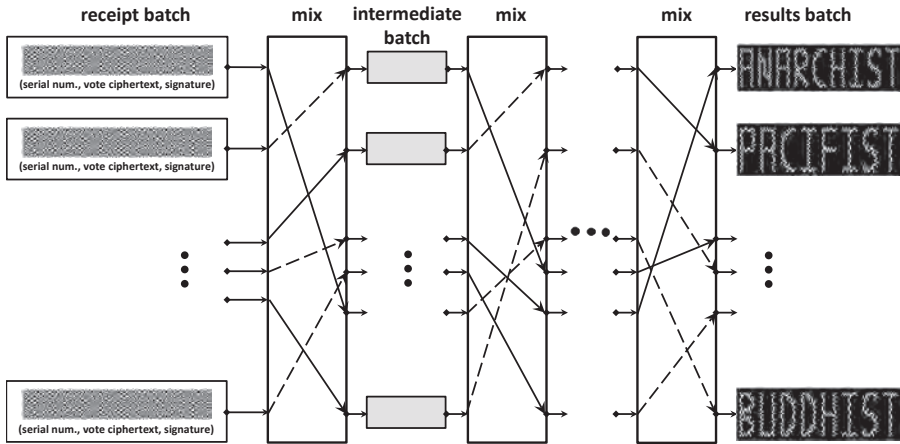 receipt batch
mix
intermediate
batch
mix
mix
results batch
(serial num., vote ciphertext, signature)
ANARCHIST
(serial num., vote ciphertext, signature)
PACIFIST
(serial num., vote ciphertext, signature)
BUDDHIST